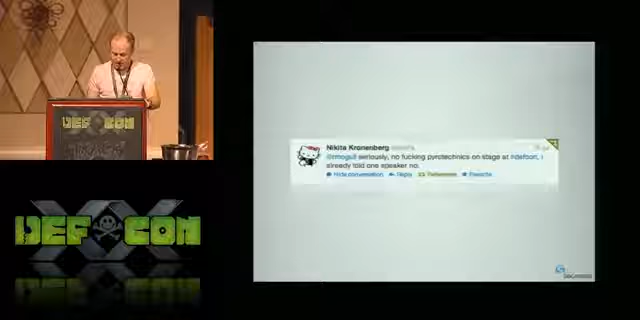 DEF CON
Nikita Kronenberg
@rmogull seriously, no fucking pyrotechnics on stage at #defcon, I
already told one speaker no.
Hide conversation Reply Retweeted Favorite
DEF CON